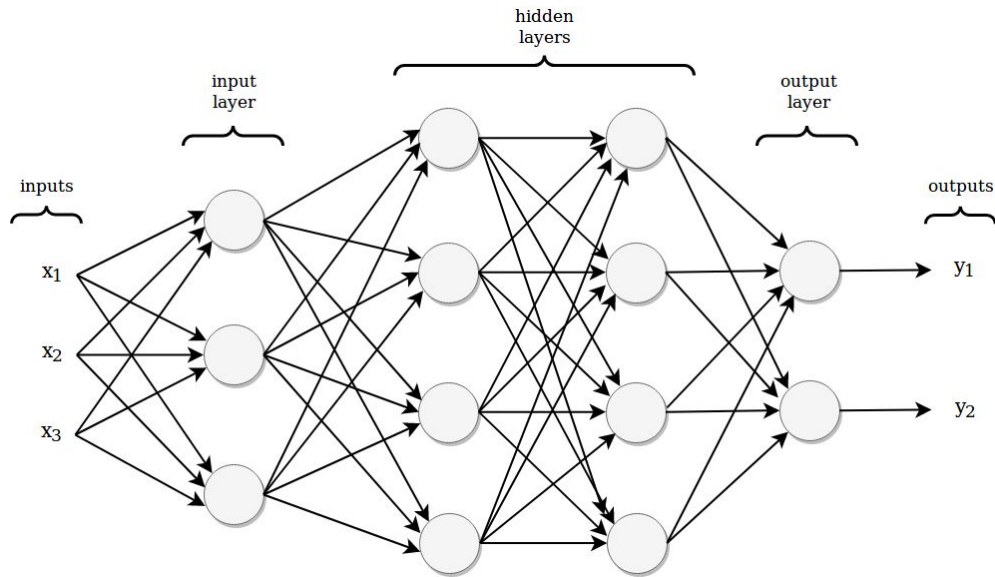 hidden
layers
input
layer
output
layer
inputs
outputs
x₁
y₁
x₂
y₂
x₃